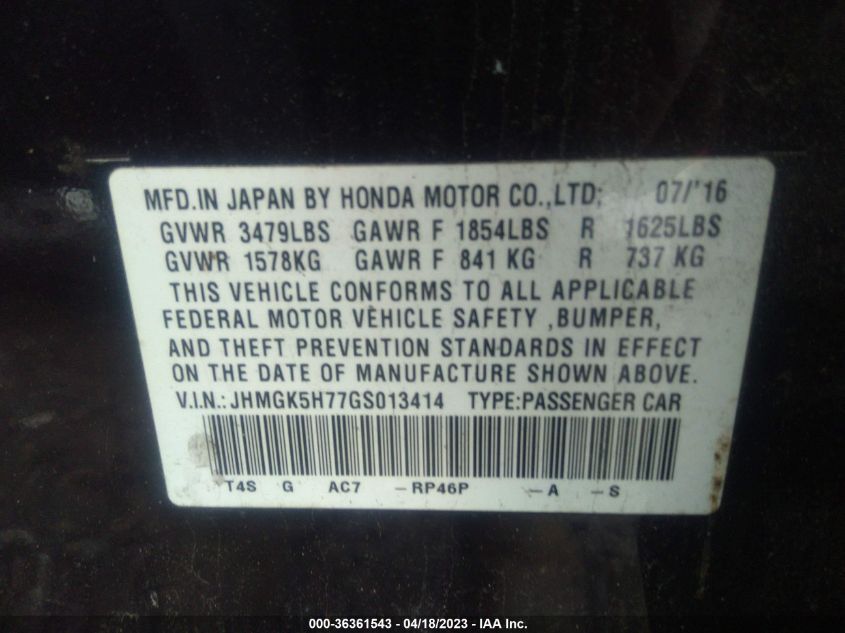 MFD.IN JAPAN BY HONDA MOTOR CO.,LTD; 07/'16
GVWR 3479LBS GAWR F 1854LBS R 1625LBS
GVWR 1578KG GAWR F 841 KG R 737 KG
THIS VEHICLE CONFORMS TO ALL APPLICABLE
FEDERAL MOTOR VEHICLE SAFETY ,BUMPER,
AND THEFT PREVENTION STANDARDS IN EFFECT
ON THE DATE OF MANUFACTURE SHOWN ABOVE.
V.I.N.: JHMGK5H77GS013414 TYPE:PASSENGER CAR
T4S G AC7 –RP46P –A –S
000-36361543 - 04/18/2023 - IAA Inc.